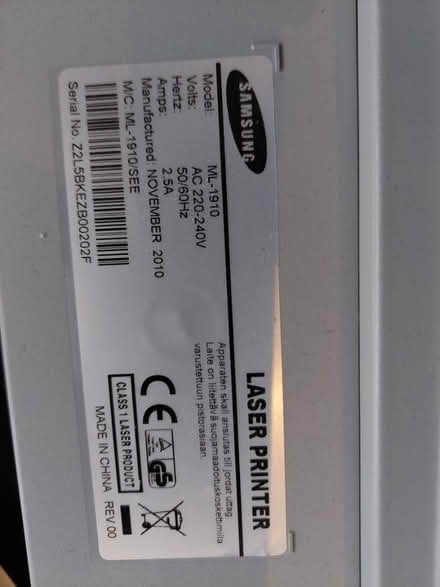 SAMSUNG
LASER PRINTER
Model: ML-1910
Volts: AC 220-240V
Hertz: 50/60Hz
Amps: 2.5A
Manufactured: NOVEMBER 2010
M/C: ML-1910/SEE
Serial No. Z2L5BKEZB00202F
Apparaten skall anslutas till jordat uttag.
Laite on liitettävä suojamaadoituskoskettimilla
varustettuun pistorasiaan.
CE
GS
CLASS 1 LASER PRODUCT
MADE IN CHINA REV.00